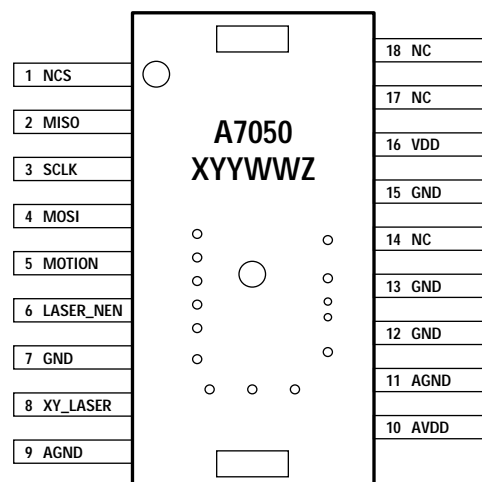 A7050
XYYWWZ
1 NCS
2 MISO
3 SCLK
4 MOSI
5 MOTION
6 LASER_NEN
7 GND
8 XY_LASER
9 AGND
18 NC
17 NC
16 VDD
15 GND
14 NC
13 GND
12 GND
11 AGND
10 AVDD